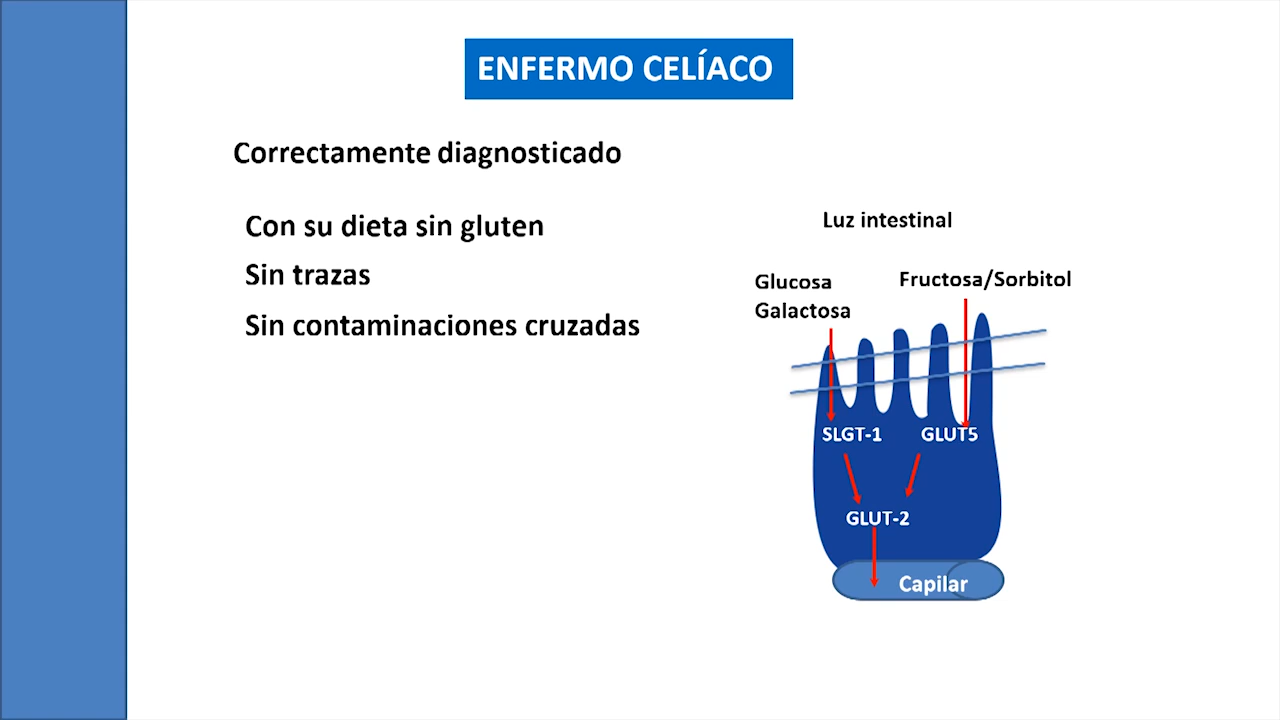 ENFERMO CELÍACO
Correctamente diagnosticado
Con su dieta sin gluten
Sin trazas
Sin contaminaciones cruzadas
Luz intestinal
Glucosa
Galactosa
Fructosa/Sorbitol
SLGT-1
GLUT5
GLUT-2
Capilar